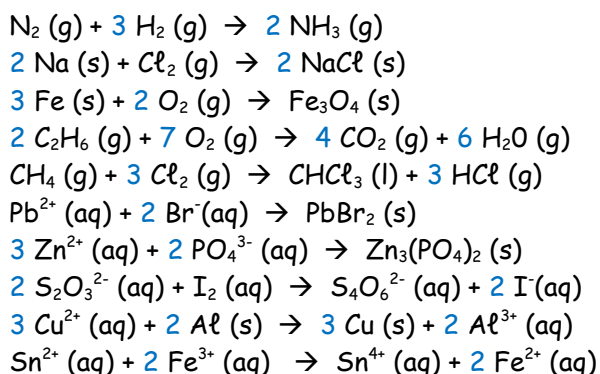 N₂ (g) + 3 H₂ (g) → 2 NH₃ (g)
2 Na (s) + Cℓ₂ (g) → 2 NaCℓ (s)
3 Fe (s) + 2 O₂ (g) → Fe₃O₄ (s)
2 C₂H₆ (g) + 7 O₂ (g) → 4 CO₂ (g) + 6 H₂0 (g)
CH₄ (g) + 3 Cℓ₂ (g) → CHCℓ₃ (l) + 3 HCℓ (g)
Pb²⁺ (aq) + 2 Br⁻(aq) → PbBr₂ (s)
3 Zn²⁺ (aq) + 2 PO₄³⁻ (aq) → Zn₃(PO₄)₂ (s)
2 S₂O₃²⁻ (aq) + I₂ (aq) → S₄O₆²⁻ (aq) + 2 I⁻(aq)
3 Cu²⁺ (aq) + 2 Aℓ (s) → 3 Cu (s) + 2 Aℓ³⁺ (aq)
Sn²⁺ (aq) + 2 Fe³⁺ (aq) → Sn⁴⁺ (aq) + 2 Fe²⁺ (aq)